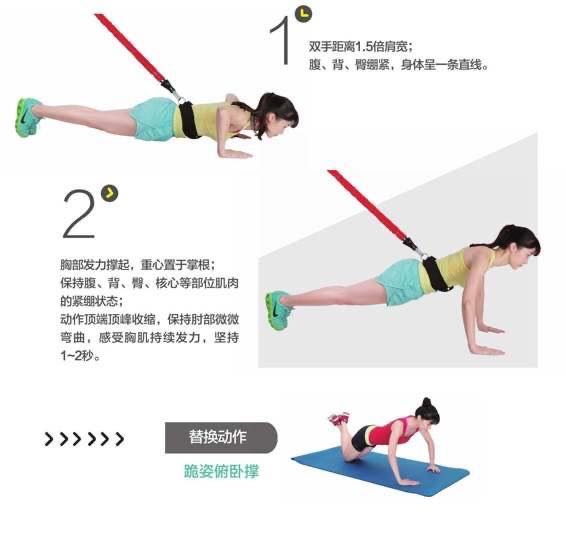 1
双手距离1.5倍肩宽；
腹、背、臀绷紧，身体呈一条直线。
2
胸部发力撑起，重心置于掌根；
保持腹、背、臀、核心等部位肌肉
的紧绷状态；
动作顶端顶峰收缩，保持肘部微微
弯曲，感受胸肌持续发力，坚持
1~2秒。
替换动作
跪姿俯卧撑